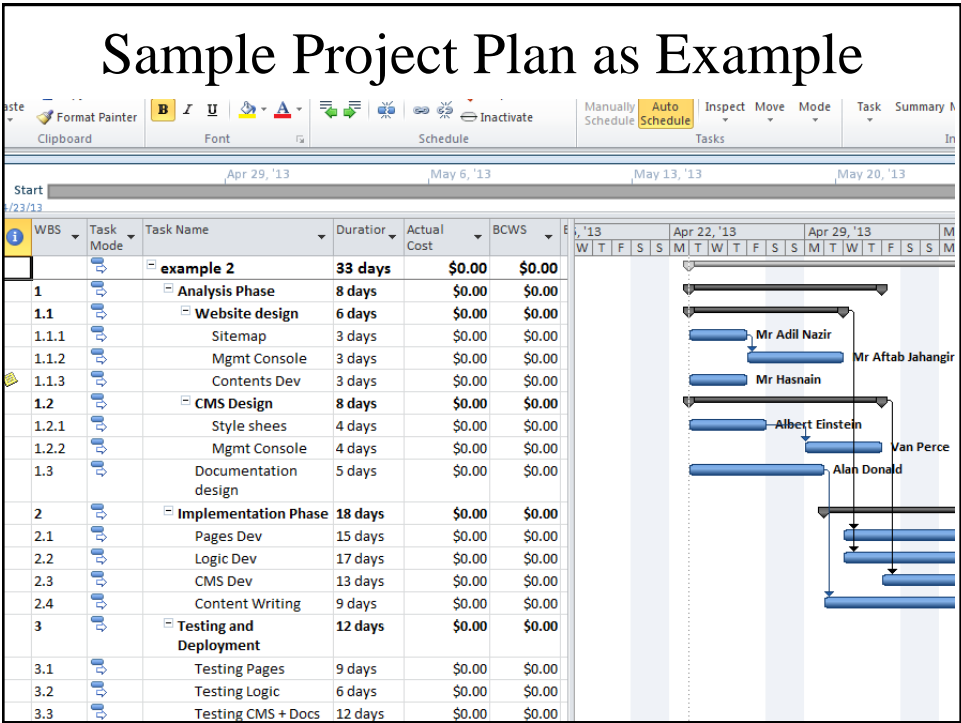 Sample Project Plan as Example
aste Format Painter B I U A Inactivate Manually Schedule Auto Schedule Inspect Move Mode Task Summary
Clipboard Font Schedule Tasks In
Apr 29, '13 May 6, '13 May 13, '13 May 20, '13
Start
4/23/13
WBS Task Mode Task Name Duration Actual Cost BCWS , '13 Apr 22, '13 Apr 29, '13 M
W T F S S M T W T F S S M T W T F S S M
example 2 33 days $0.00 $0.00
1 Analysis Phase 8 days $0.00 $0.00
1.1 Website design 6 days $0.00 $0.00
1.1.1 Sitemap 3 days $0.00 $0.00 Mr Adil Nazir
1.1.2 Mgmt Console 3 days $0.00 $0.00 Mr Aftab Jahangir
1.1.3 Contents Dev 3 days $0.00 $0.00 Mr Hasnain
1.2 CMS Design 8 days $0.00 $0.00
1.2.1 Style shees 4 days $0.00 $0.00 Albert Einstein
1.2.2 Mgmt Console 4 days $0.00 $0.00 Van Perce
1.3 Documentation design 5 days $0.00 $0.00 Alan Donald
2 Implementation Phase 18 days $0.00 $0.00
2.1 Pages Dev 15 days $0.00 $0.00
2.2 Logic Dev 17 days $0.00 $0.00
2.3 CMS Dev 13 days $0.00 $0.00
2.4 Content Writing 9 days $0.00 $0.00
3 Testing and Deployment 12 days $0.00 $0.00
3.1 Testing Pages 9 days $0.00 $0.00
3.2 Testing Logic 6 days $0.00 $0.00
3.3 Testing CMS + Docs 12 days $0.00 $0.00